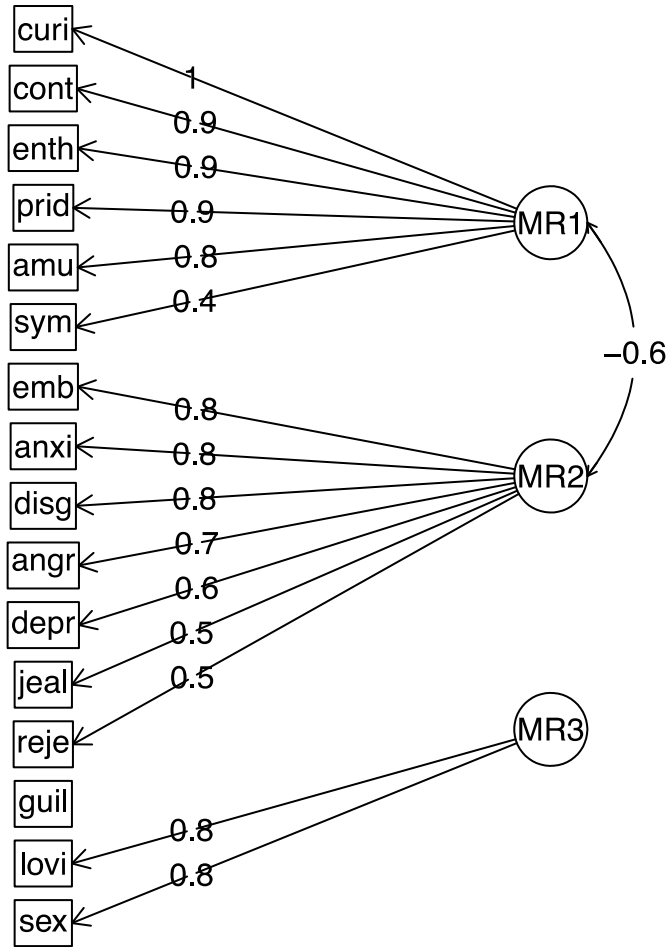 curi
1
cont
0.9
enth
0.9
prid
0.9
MR1
amu
0.8
sym
0.4
−0.6
emb
0.8
anxi
0.8
MR2
disg
0.8
angr
0.7
depr
0.6
jeal
0.5
reje
0.5
MR3
guil
lovi
0.8
sex
0.8